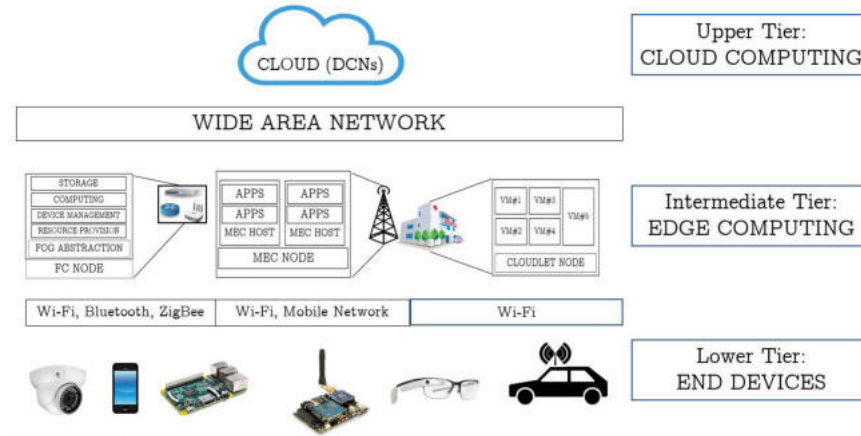 CLOUD (DCNs)
Upper Tier:
CLOUD COMPUTING
WIDE AREA NETWORK
STORAGE
COMPUTING
DEVICE MANAGEMENT
RESOURCE PROVISION
FOG ABSTRACTION
FC NODE
APPS
APPS
APPS
APPS
MEC HOST
MEC HOST
MEC NODE
VM#1
VM#3
VM#5
VM#2
VM#4
CLOUDLET NODE
Intermediate Tier:
EDGE COMPUTING
Wi-Fi, Bluetooth, ZigBee
Wi-Fi, Mobile Network
Wi-Fi
Lower Tier:
END DEVICES